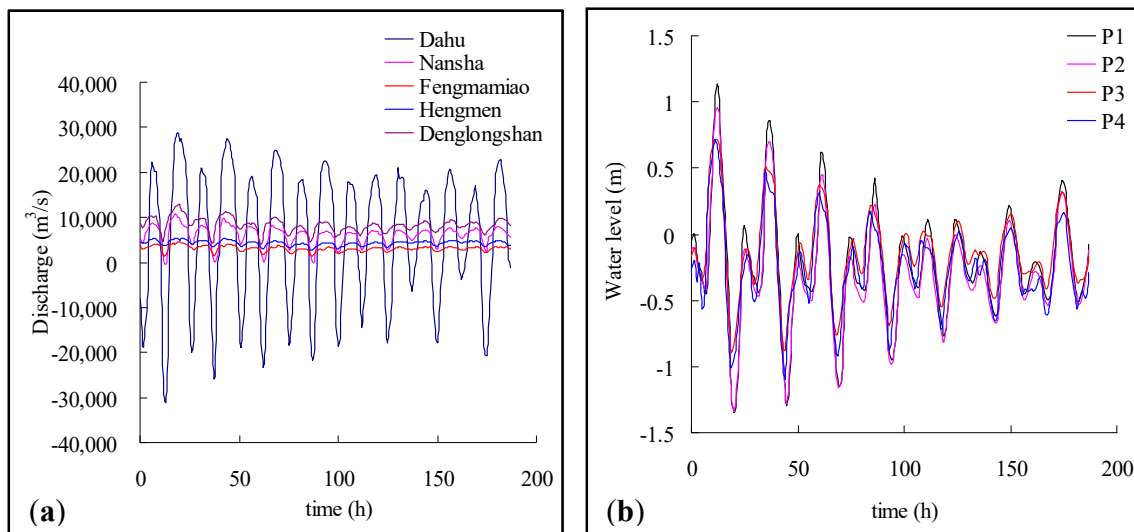 Dahu
Nansha
Fengmamiao
Hengmen
Denglongshan
40,000
30,000
20,000
10,000
0
-10,000
-20,000
-30,000
-40,000
Discharge (m³/s)
0 50 100 150 200
time (h)
(a)
P1
P2
P3
P4
1.5
1
0.5
0
-0.5
-1
-1.5
Water level (m)
0 50 100 150 200
time (h)
(b)